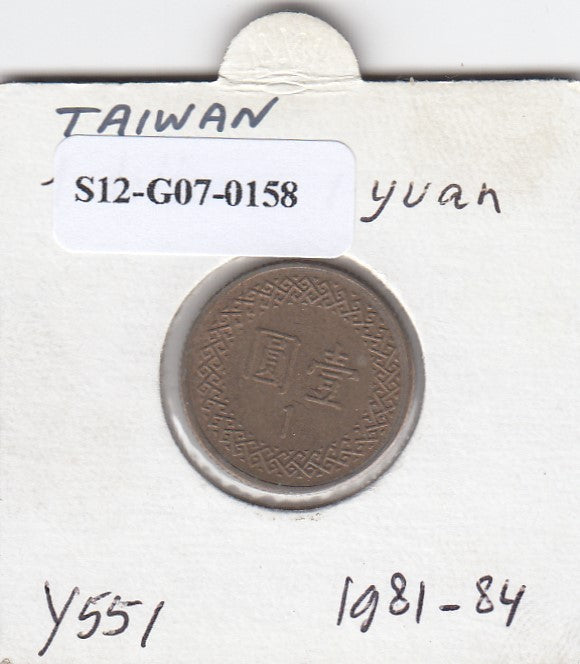 TAIWAN
S12-G07-0158
yuan
圓壹
1
Y551
1981-84